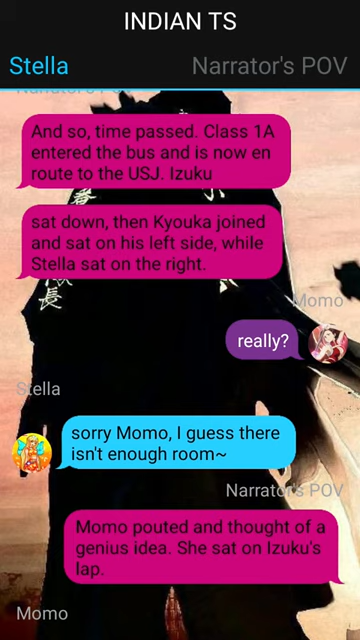 INDIAN TS
Stella
Narrator's POV
Narrator's POV
And so, time passed. Class 1A
entered the bus and is now en
route to the USJ. Izuku
sat down, then Kyouka joined
and sat on his left side, while
Stella sat on the right.
Momo
really?
Stella
sorry Momo, I guess there
isn't enough room~
Narrator's POV
Momo pouted and thought of a
genius idea. She sat on Izuku's
lap.
Momo
長